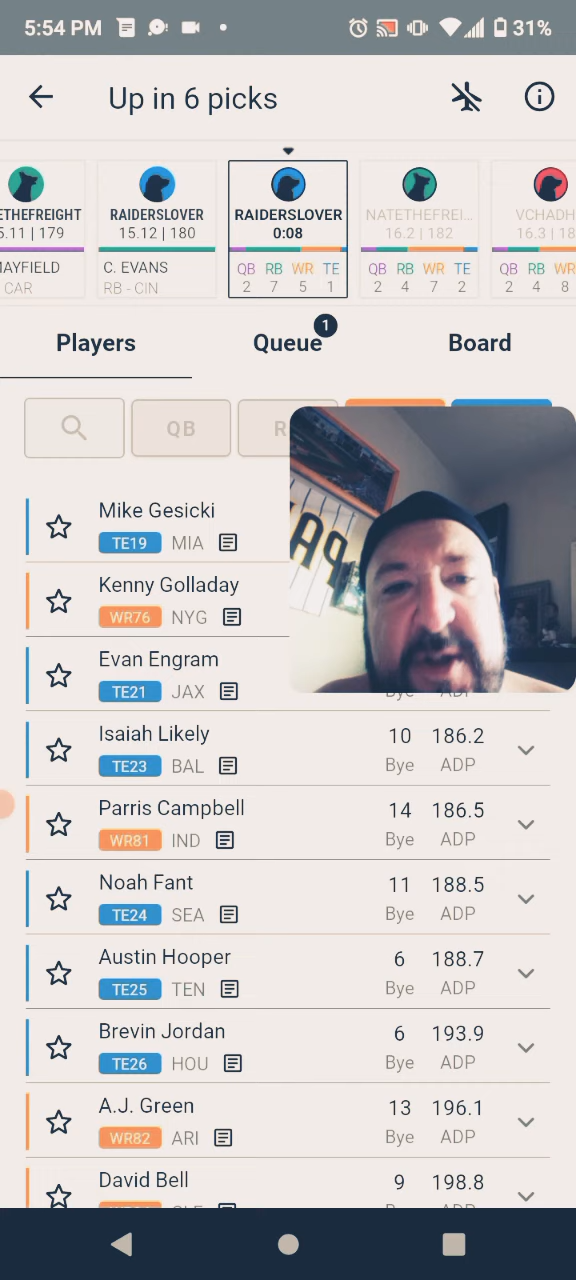 5:54 PM 31%
Up in 6 picks
ETHEFREIGHT RAIDERSLOVER RAIDERSLOVER NATETHEFREI... VCHADH
5.11 | 179 15.12 | 180 0:08 16.2 | 182 16.3 | 18
MAYFIELD C. EVANS QB RB WR TE QB RB WR TE QB RB WR
CAR RB - CIN 2 7 5 1 2 4 7 2 2 4 8
1
Players Queue Board
QB R
Mike Gesicki
TE19 MIA
Kenny Golladay
WR76 NYG
Evan Engram
TE21 JAX Bye ADP
Isaiah Likely 10 186.2
TE23 BAL Bye ADP
Parris Campbell 14 186.5
WR81 IND Bye ADP
Noah Fant 11 188.5
TE24 SEA Bye ADP
Austin Hooper 6 188.7
TE25 TEN Bye ADP
Brevin Jordan 6 193.9
TE26 HOU Bye ADP
A.J. Green 13 196.1
WR82 ARI Bye ADP
David Bell 9 198.8